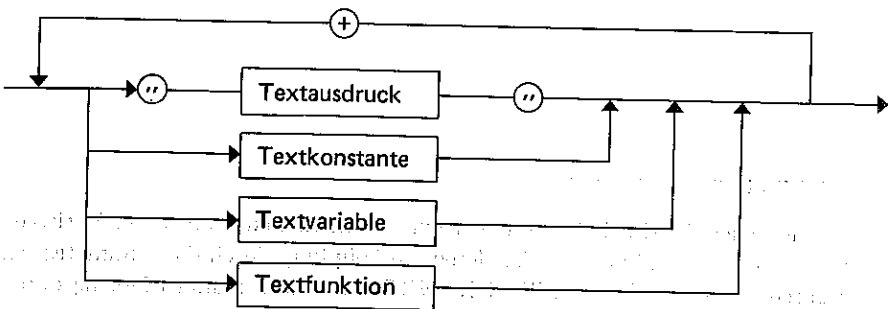 +
" Textausdruck "
Textkonstante
Textvariable
Textfunktion